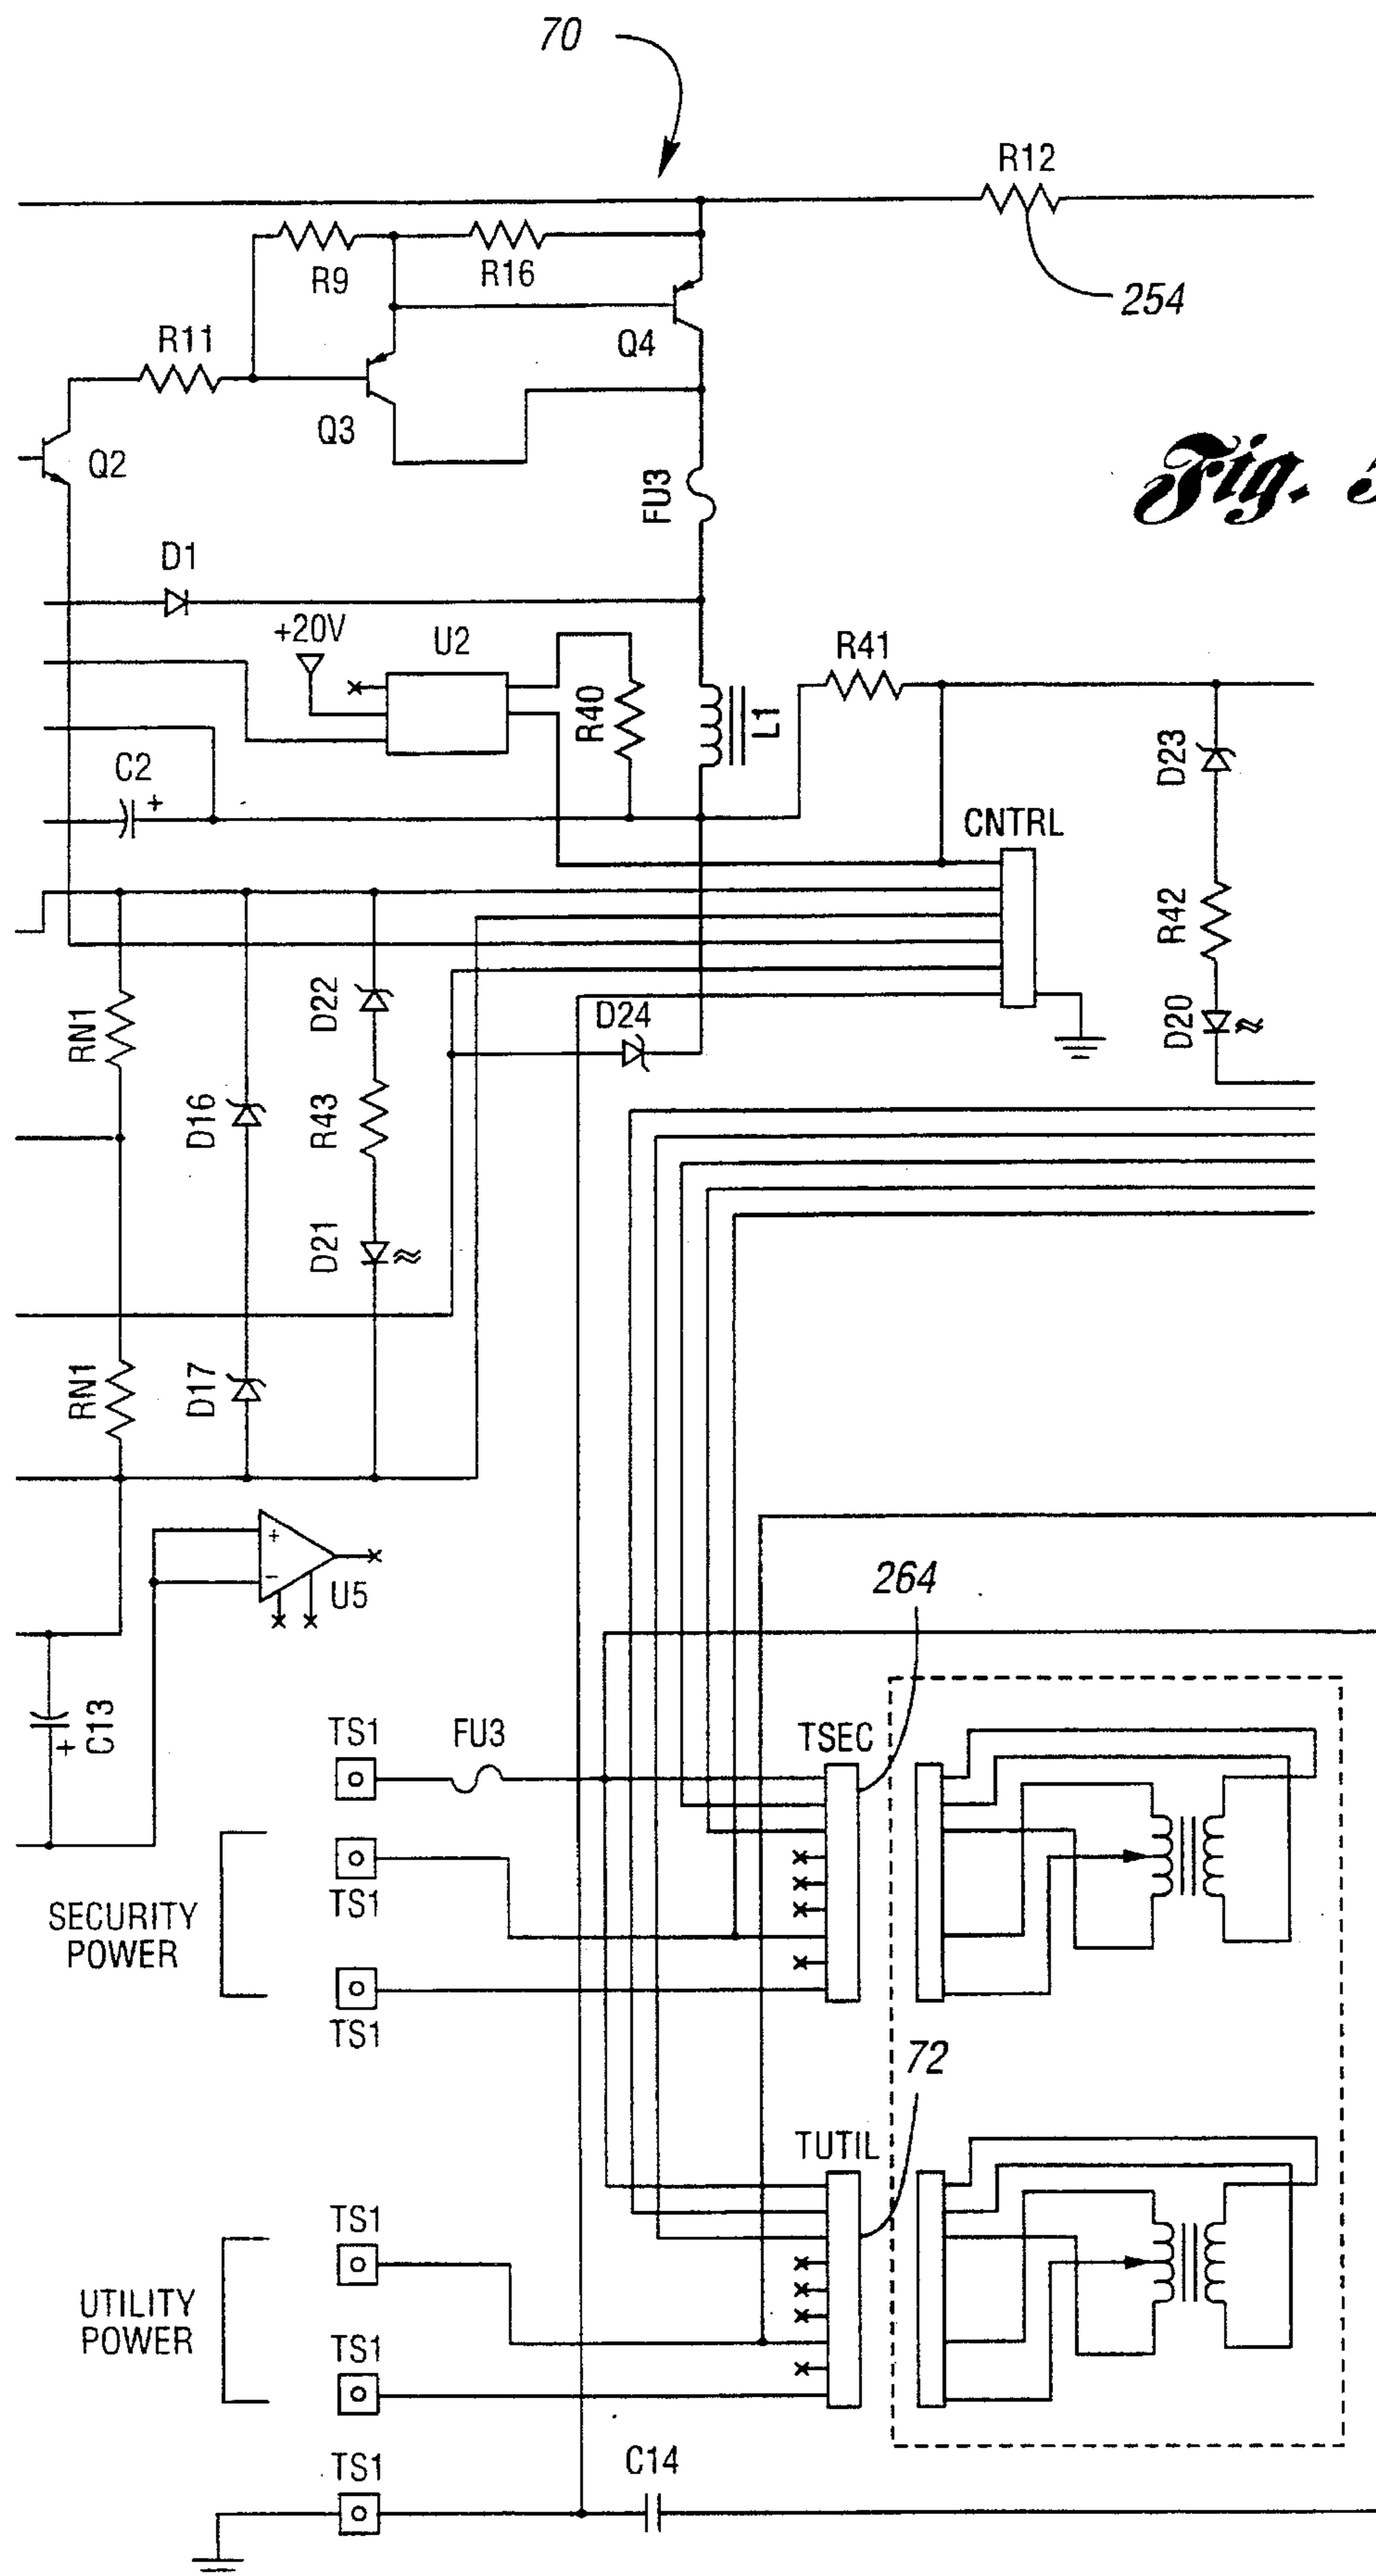 70
R12
R9
R16
254
R11
Q4
Q3
Q2
Fig.
FU3
D1
+20V
U2
R41
R40
L1
D23
C2
+
CNTRL
R42
D22
D24
D20
RN1
D16
R43
D21
RN1
D17
+
-
U5
264
C13
+
TS1
FU3
TSEC
TS1
SECURITY
POWER
TS1
72
TUTIL
TS1
UTILITY
POWER
TS1
TS1
C14